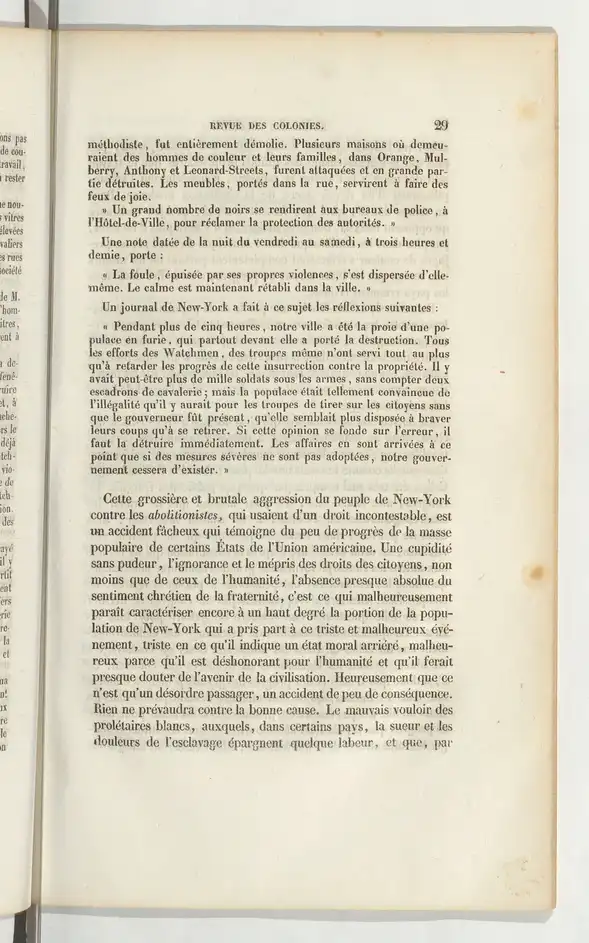 REVUE DES COLONIES. 29
méthodiste, fut entièrement démolie. Plusieurs maisons où demeu-
raient des hommes de couleur et leurs familles, dans Orange, Mul-
berry, Anthony et Leonard-Streets, furent attaquées et en grande par-
tie détruites. Les meubles, portés dans la rue, servirent à faire des
feux de joie.
» Un grand nombre de noirs se rendirent aux bureaux de police, à
l'Hôtel-de-Ville, pour réclamer la protection des autorités. »
Une note datée de la nuit du vendredi au samedi, à trois heures et
demie, porte :
« La foule, épuisée par ses propres violences, s'est dispersée d'elle-
même. Le calme est maintenant rétabli dans la ville. »
Un journal de New-York a fait à ce sujet les réflexions suivantes :
« Pendant plus de cinq heures, notre ville a été la proie d'une po-
pulace en furie, qui partout devant elle a porté la destruction. Tous
les efforts des Watchmen, des troupes même n'ont servi tout au plus
qu'à retarder les progrès de cette insurrection contre la propriété. Il y
avait peut-être plus de mille soldats sous les armes, sans compter deux
escadrons de cavalerie; mais la populace était tellement convaincue de
l'illégalité qu'il y aurait pour les troupes de tirer sur les citoyens sans
que le gouverneur fût présent, qu'elle semblait plus disposée à braver
leurs coups qu'à se retirer. Si cette opinion se fonde sur l'erreur, il
faut la détruire immédiatement. Les affaires en sont arrivées à ce
point que si des mesures sévères ne sont pas adoptées, notre gouver-
nement cessera d'exister. »
Cette grossière et brutale aggression du peuple de New-York
contre les abolitionistes, qui usaient d'un droit incontestable, est
un accident fâcheux qui témoigne du peu de progrès de la masse
populaire de certains États de l'Union américaine. Une cupidité
sans pudeur, l'ignorance et le mépris des droits des citoyens, non
moins que de ceux de l'humanité, l'absence presque absolue du
sentiment chrétien de la fraternité, c'est ce qui malheureusement
paraît caractériser encore à un haut degré la portion de la popu-
lation de New-York qui a pris part à ce triste et malheureux évé-
nement, triste en ce qu'il indique un état moral arriéré, malheu-
reux parce qu'il est déshonorant pour l'humanité et qu'il ferait
presque douter de l'avenir de la civilisation. Heureusement que ce
n'est qu'un désordre passager, un accident de peu de conséquence.
Rien ne prévaudra contre la bonne cause. Le mauvais vouloir des
prolétaires blancs, auxquels, dans certains pays, la sueur et les
douleurs de l'esclavage épargnent quelque labeur, et que, par